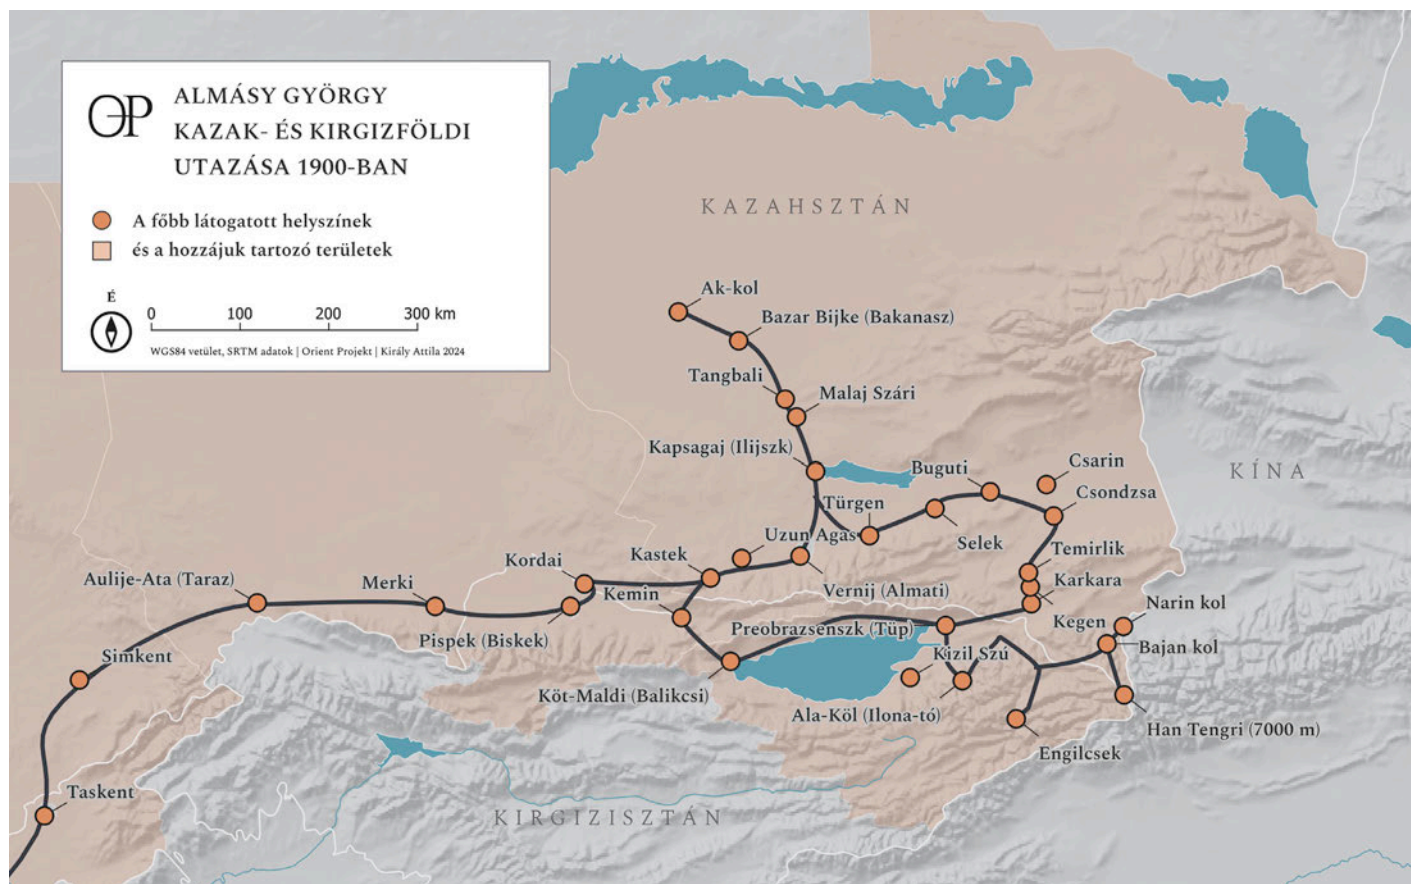 OP
ALMÁSY GYÖRGY
KAZAK- ÉS KIRGIZFÖLDI
UTAZÁSA 1900-BAN
A főbb látogatott helyszínek
és a hozzájuk tartozó területek
É
0 100 200 300 km
WGS84 vetület, SRTM adatok | Orient Projekt | Király Attila 2024
KAZAHSZTÁN
Ak-kol
Bazar Bijke (Bakanasz)
Tangbali
Malaj Szári
Kapsagaj (Ilijszk)
Buguti
Csarin
KÍNA
Csondzsa
Türgen
Selek
Uzun Agas
Kordai
Kastek
Temirlik
Aulije-Ata (Taraz)
Merki
Kemin
Vernij (Almati)
Karkara
Narin kol
Kegen
Preobrazsenszk (Tüp)
Pispek (Biskek)
Bajan kol
Simkent
Kizil Szú
Köt-Maldi (Balikcsi)
Ala-Köl (Ilona-tó)
Han Tengri (7000 m)
Engilcsek
Taskent
KIRGIZISZTÁN